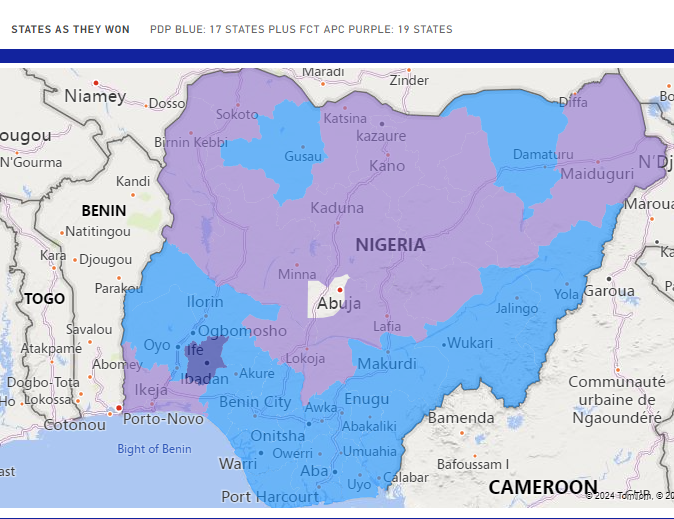 STATES AS THEY WON PDP BLUE: 17 STATES PLUS FCT APC PURPLE: 19 STATES
Maradi
Zinder
Niamey
Dosso
Diffa
Sokoto
Katsina
kazaure
ougou
Birnin Kebbi
N'Gourma
Gusau
Damaturu
Kano
Maiduguri
N'Dj
Kandi
Kaduna
Marou
BENIN
Natitingou
NIGERIA
Kara
Djougou
Minna
Parakou
Abuja
Yola
Garoua
TOGO
Ilorin
Jalingo
Savalou
Ogbomosho
Lafia
Atakpamé
Oyo
Ife
Lokoja
Wukari
Abomey
Makurdi
Dogbo-Tota
Ibadan
Akure
Communauté
urbaine de
Ngaoundéré
Ho
Lokossa
Ikeja
Benin City
Awka
Enugu
Cotonou
Porto-Novo
Abakaliki
Bamenda
Onitsha
Bight of Benin
Owerri
Umuahia
Warri
Aba
Bafoussam I
ast
Uyo
Calabar
Port Harcourt
CAMEROON
© 2024 TomTom, © 20